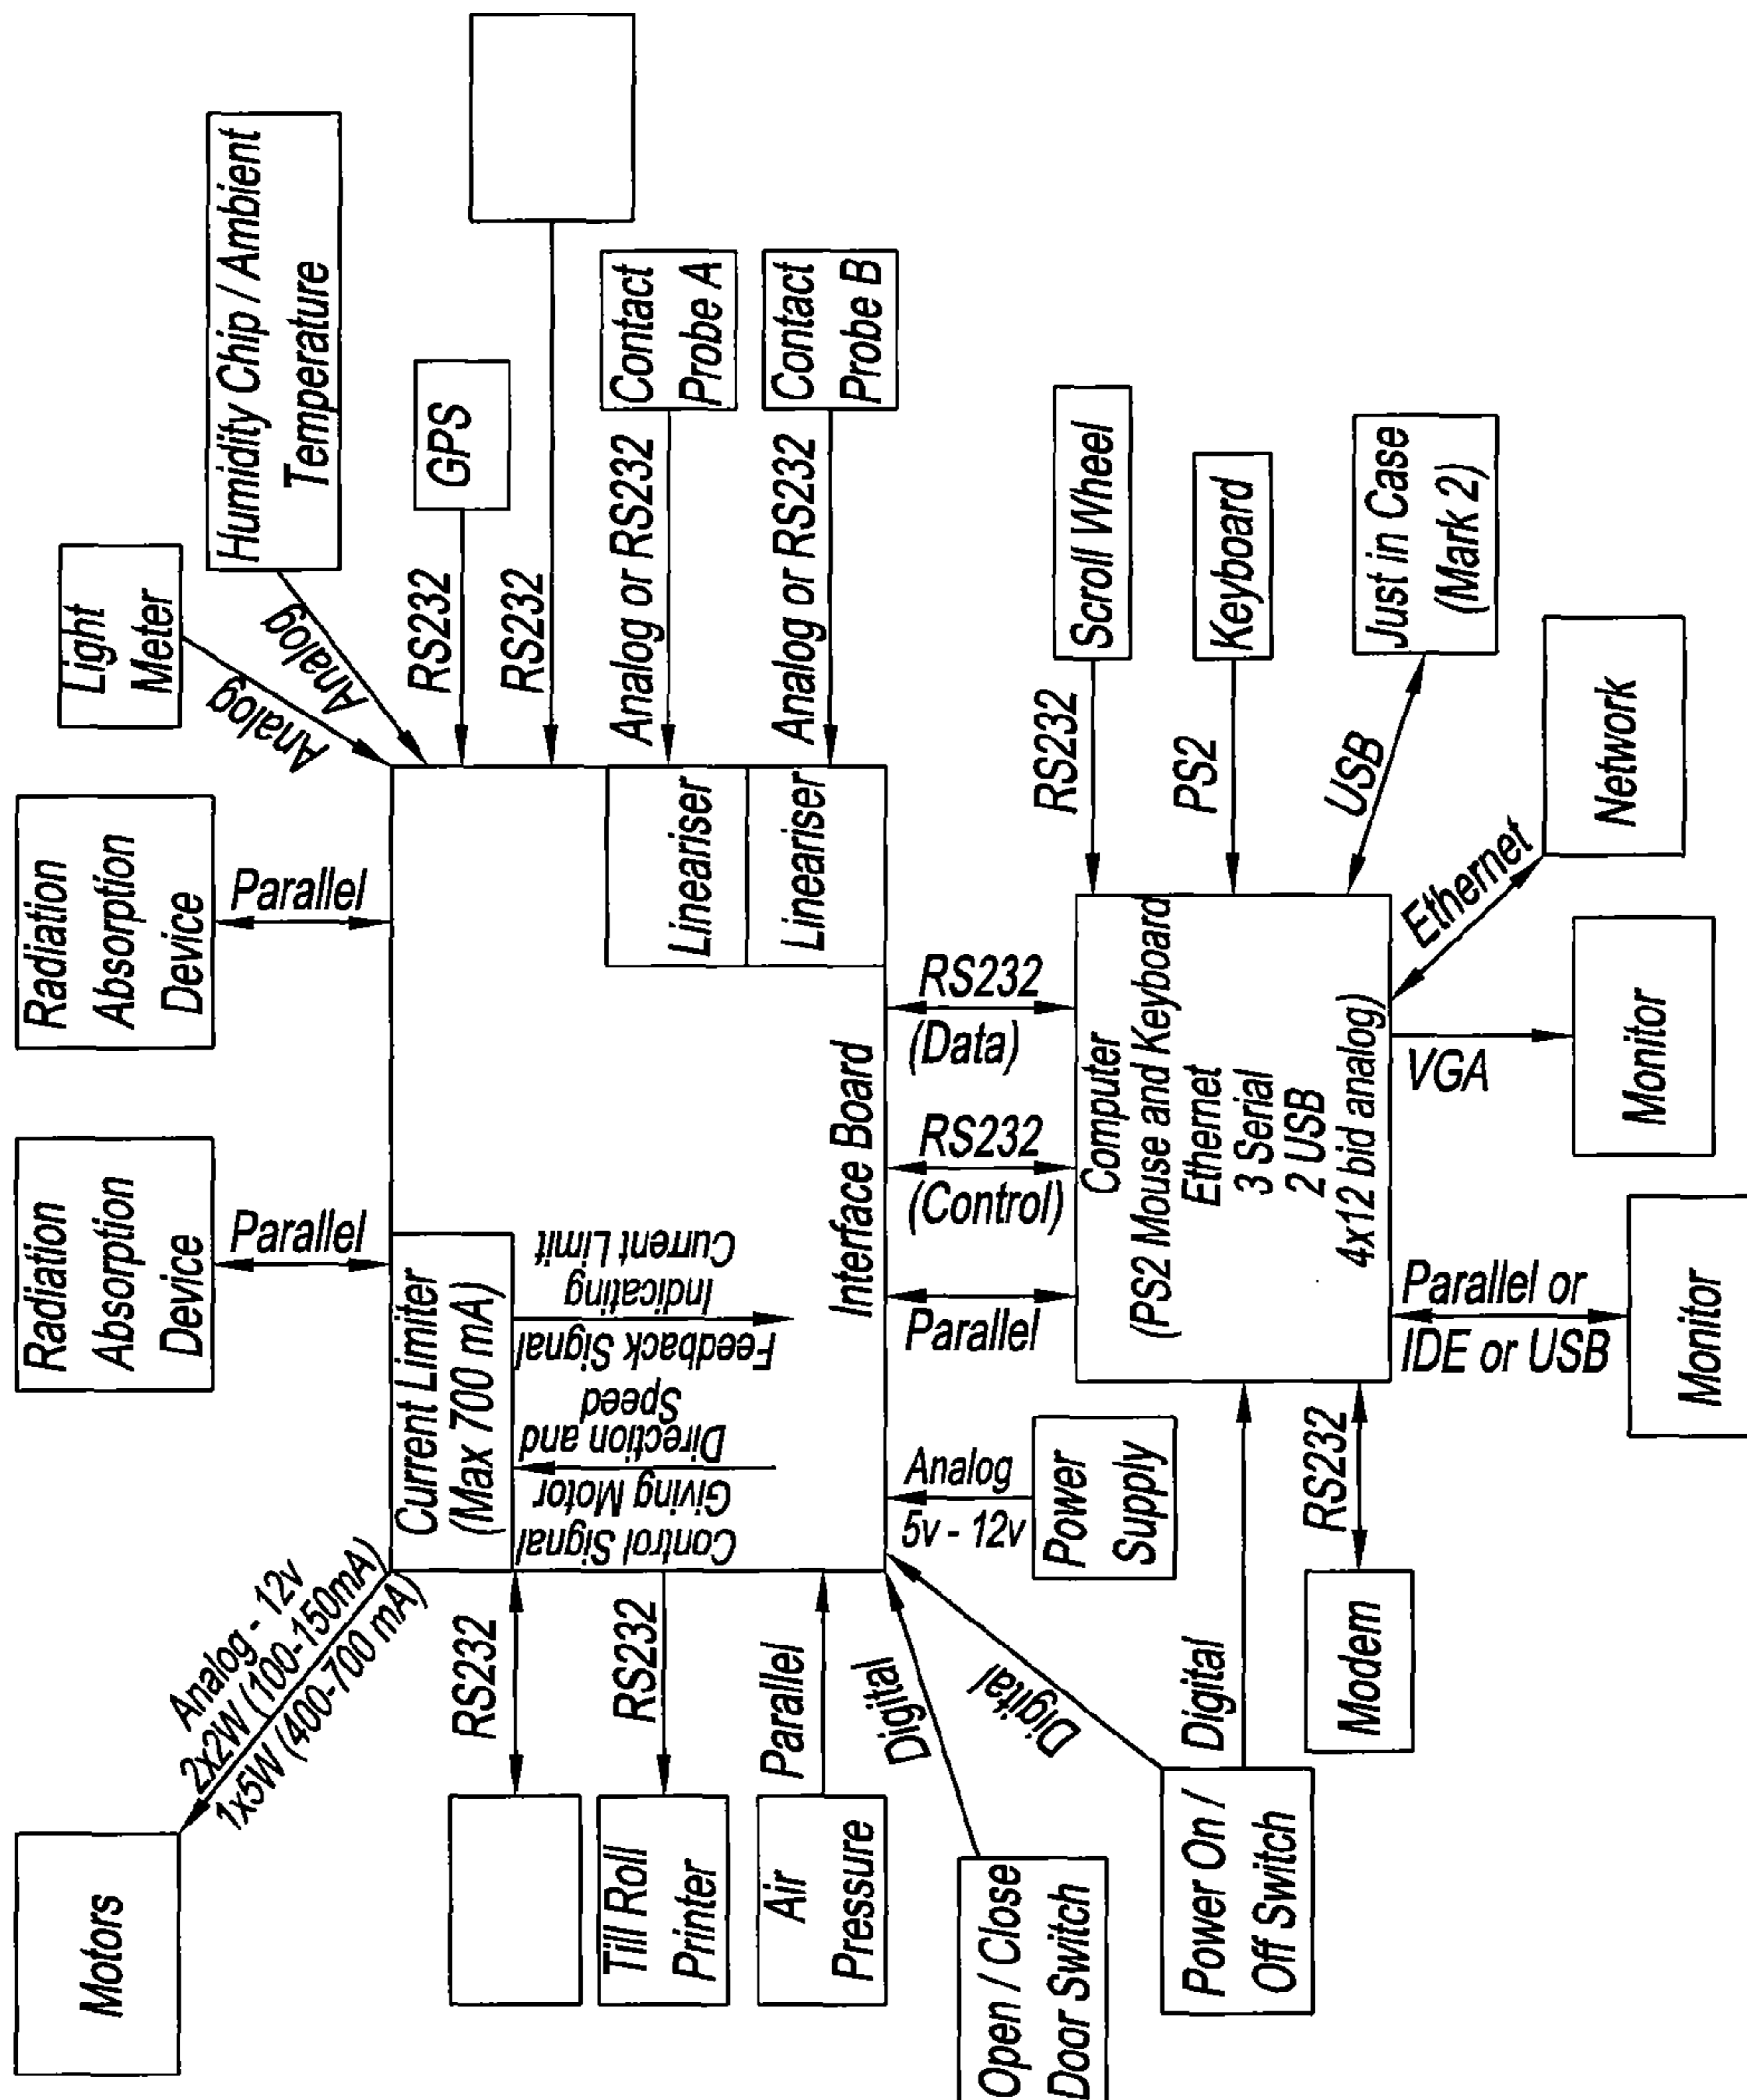 Motors
Analog - 12v
2x2W (100-150mA)
1x5W (400-700 mA)
Radiation
Absorption
Device
Parallel
Radiation
Absorption
Device
Parallel
Light
Meter
Analog
Humidity Chip / Ambient
Temperature
Analog
GPS
RS232
RS232
Contact
Probe A
Analog or RS232
Contact
Probe B
Analog or RS232
Lineariser
Lineariser
Current Limiter
(Max 700 mA)
Control Signal
Giving Motor
Direction and
Speed
Feedback Signal
Indicating
Current Limit
Interface Board
RS232
RS232
Till Roll
Printer
Parallel
Air
Pressure
Digital
Open / Close
Door Switch
Digital
Power On /
Off Switch
Digital
Analog
5v - 12v
Power
Supply
Parallel
RS232
(Control)
RS232
(Data)
Computer
(PS2 Mouse and Keyboard
Ethernet
3 Serial
2 USB
4x12 bid analog)
RS232
Scroll Wheel
PS2
Keyboard
USB
Just in Case
(Mark 2)
Ethernet
Network
VGA
Monitor
Parallel or
IDE or USB
Monitor
RS232
Modem